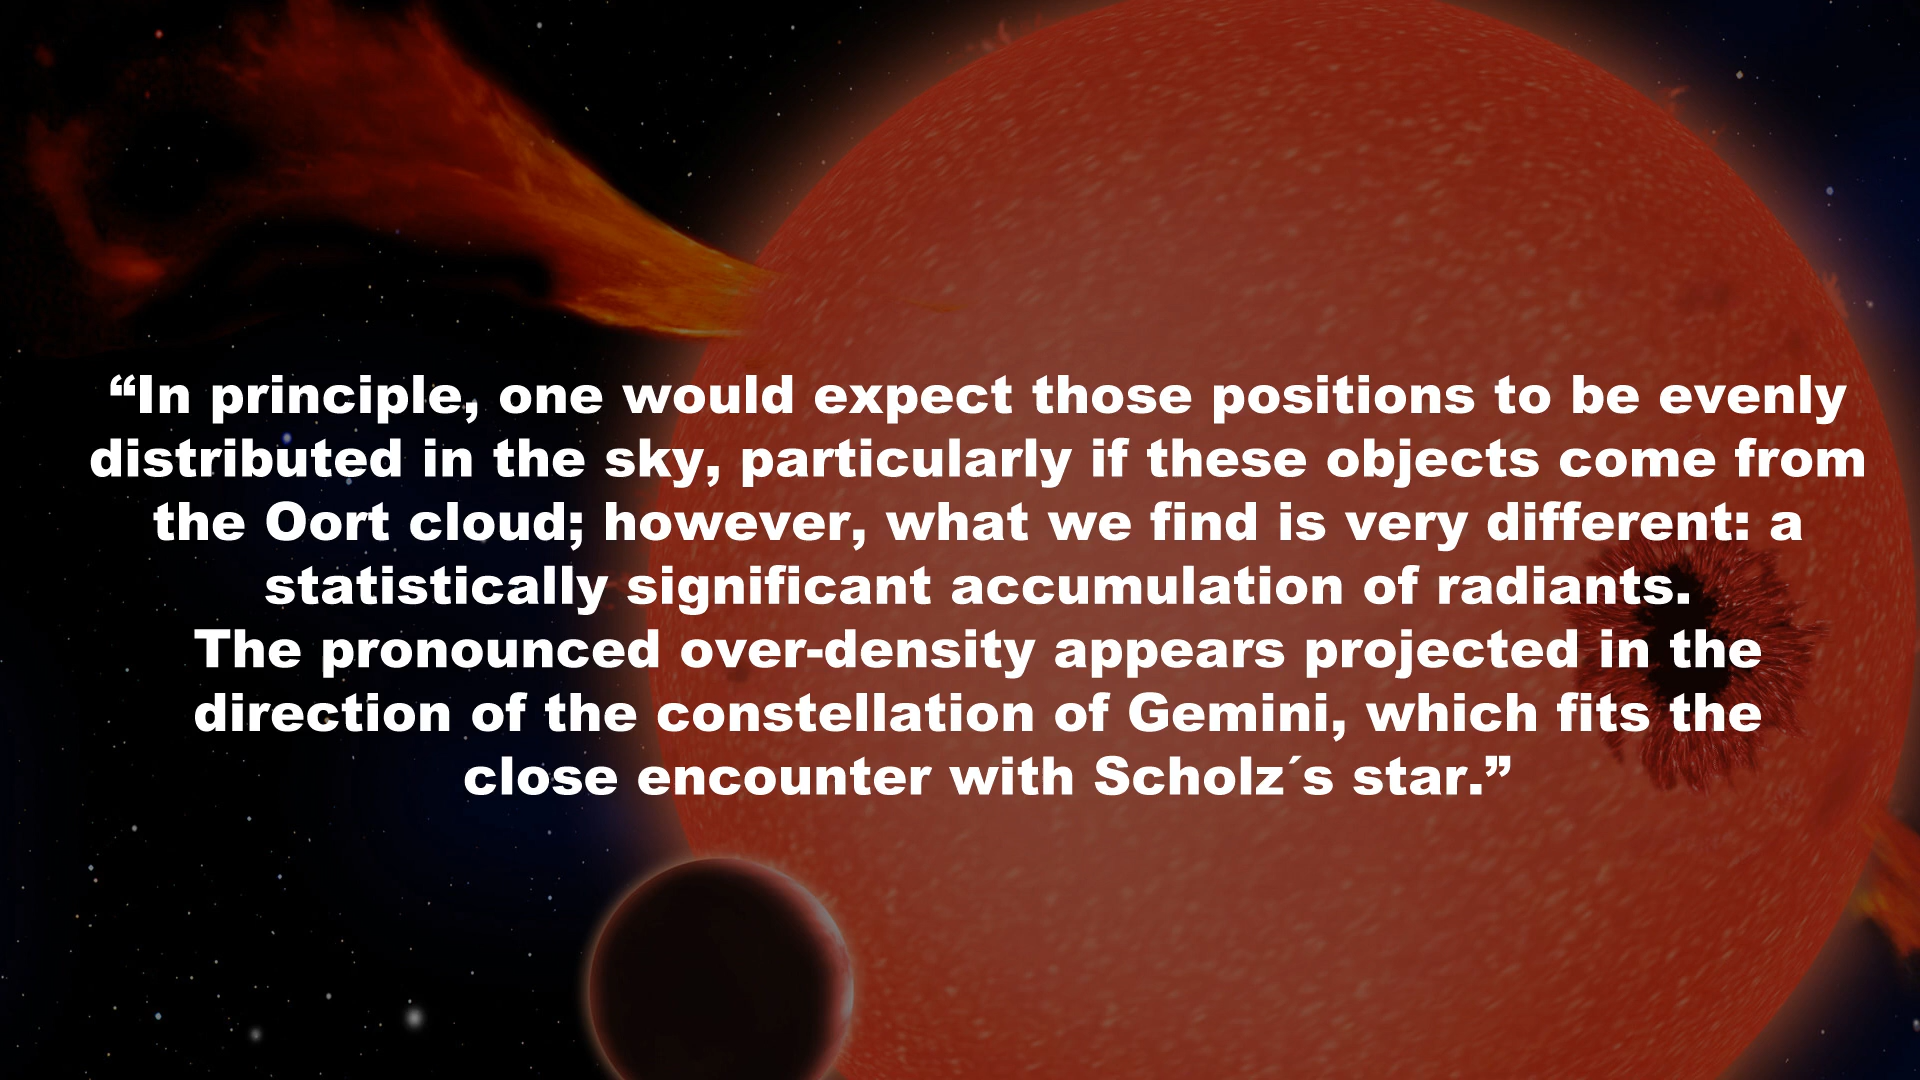 “In principle, one would expect those positions to be evenly
distributed in the sky, particularly if these objects come from
the Oort cloud; however, what we find is very different: a
statistically significant accumulation of radiants.
The pronounced over-density appears projected in the
direction of the constellation of Gemini, which fits the
close encounter with Scholz´s star.”